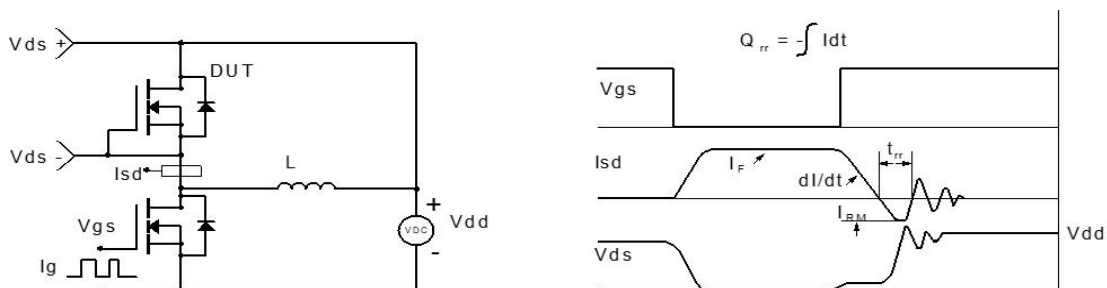 Vds +
DUT
Vds -
Isd
L
Vgs
+
VDC
Vdd
-
Ig
Q rr = -∫ Idt
Vgs
Isd
I F
dI/dt
t rr
I RM
Vds
Vdd